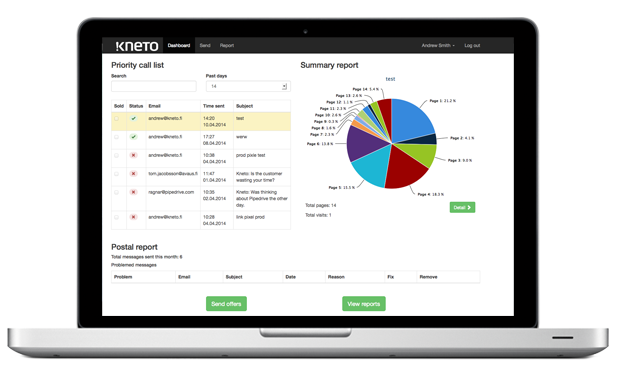 KNETO Dashboard Send Report Andrew Smith Log out
Priority call list
Search Past days
14
Sold Status Email Time sent Subject
andrew@kneto.fi 14:20 10.04.2014 test
andrew@kneto.fi 17:27 08.04.2014 werw
andrew@kneto.fi 10:38 04.04.2014 prod pixle test
tom.jacobsson@avaus.fi 11:47 01.04.2014 Kneto: Is the customer wasting your time?
ragnar@pipedrive.com 10:35 02.04.2014 Kneto: Was thinking about Pipedrive the other day.
andrew@kneto.fi 10:28 04.04.2014 link pixel prod
Summary report
test
Page 14: 5.4 %
Page 13: 2.6 %
Page 12: 1.1 %
Page 11: 2.3 %
Page 10: 2.6 %
Page 9: 0.3 %
Page 8: 1.6 %
Page 7: 2.3 %
Page 6: 13.8 %
Page 5: 15.5 %
Page 1: 21.2 %
Page 2: 4.1 %
Page 3: 9.0 %
Page 4: 18.3 %
Total pages: 14
Total visits: 1
Detail
Postal report
Total messages sent this month: 6
Problemed messages
Problem Email Subject Date Reason Fix Remove
Send offers View reports